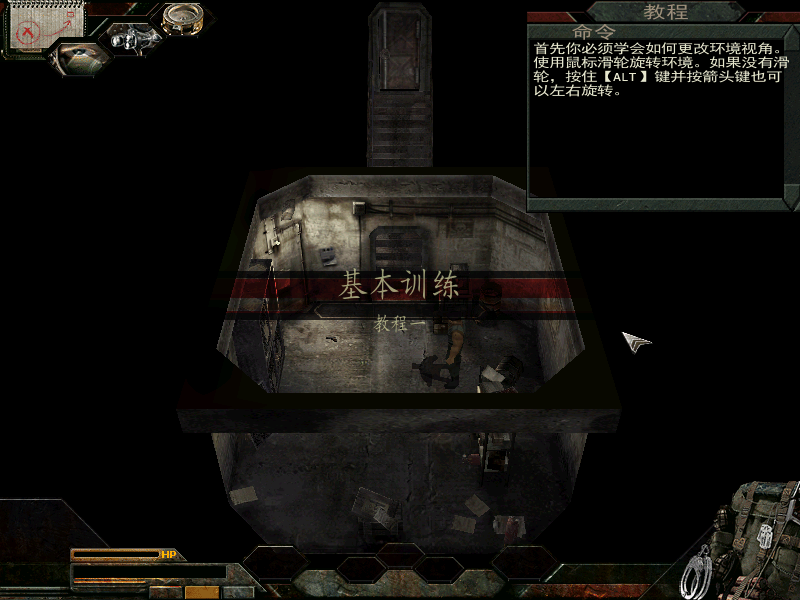 教程
命令
首先你必须学会如何更改环境视角。
使用鼠标滑轮旋转环境。如果没有滑
轮，按住【ALT】键并按箭头键也可
以左右旋转。
基本训练
教程一
HP